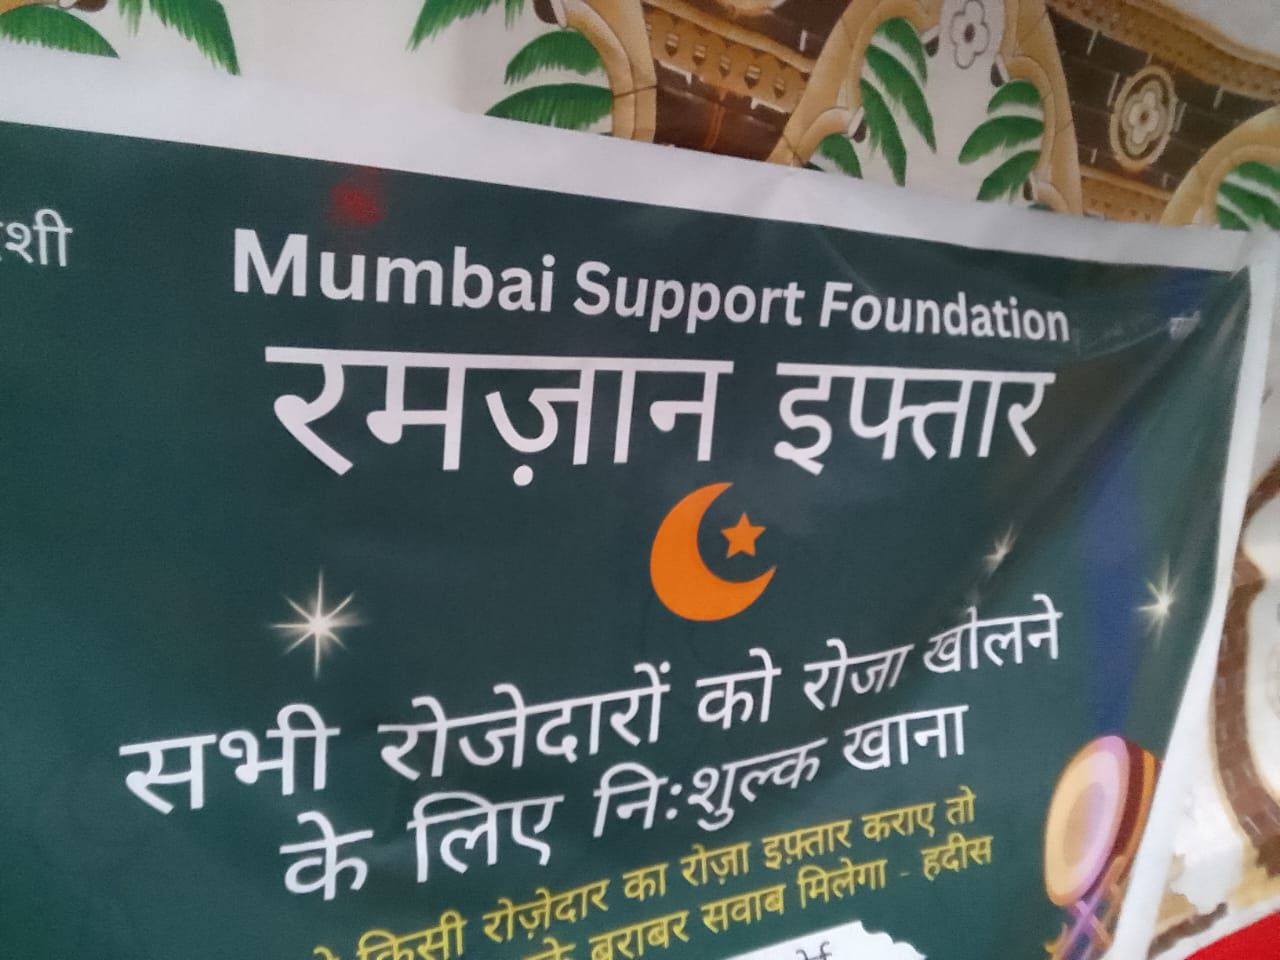 Mumbai Support Foundation
रमज़ान इफ्तार
सभी रोजेदारों को रोजा खोलने
के लिए नि:शुल्क खाना
किसी रोज़ेदार का रोज़ा इफ़्तार कराए तो
के बराबर सवाब मिलेगा - हदीस